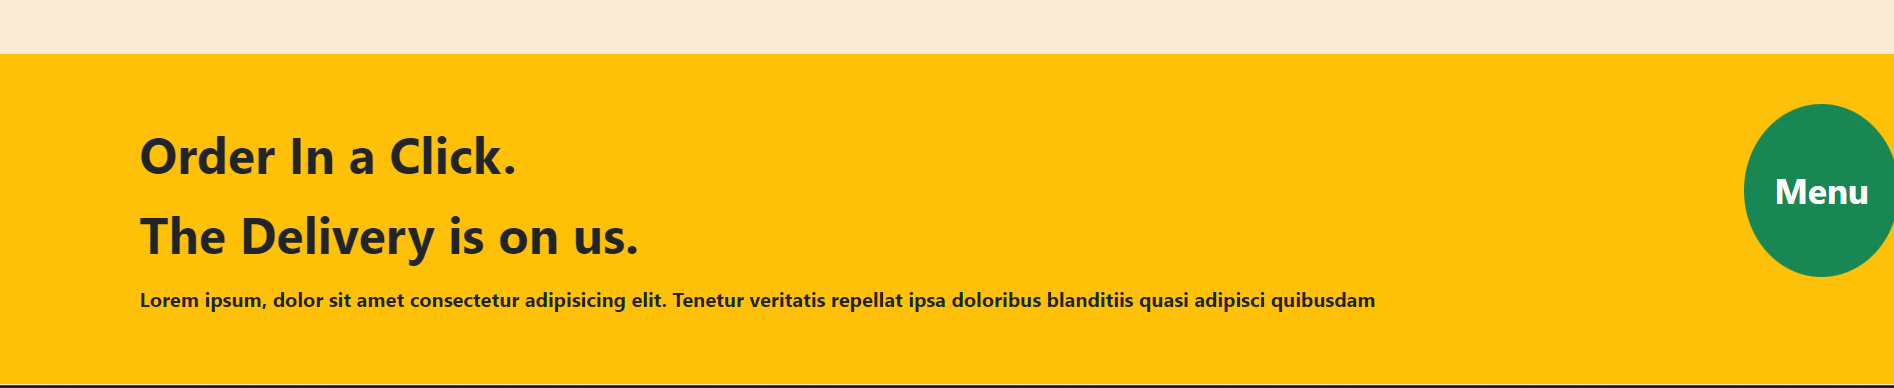 Order In a Click.
The Delivery is on us.
Lorem ipsum, dolor sit amet consectetur adipisicing elit. Tenetur veritatis repellat ipsa doloribus blanditiis quasi adipisci quibusdam
Menu